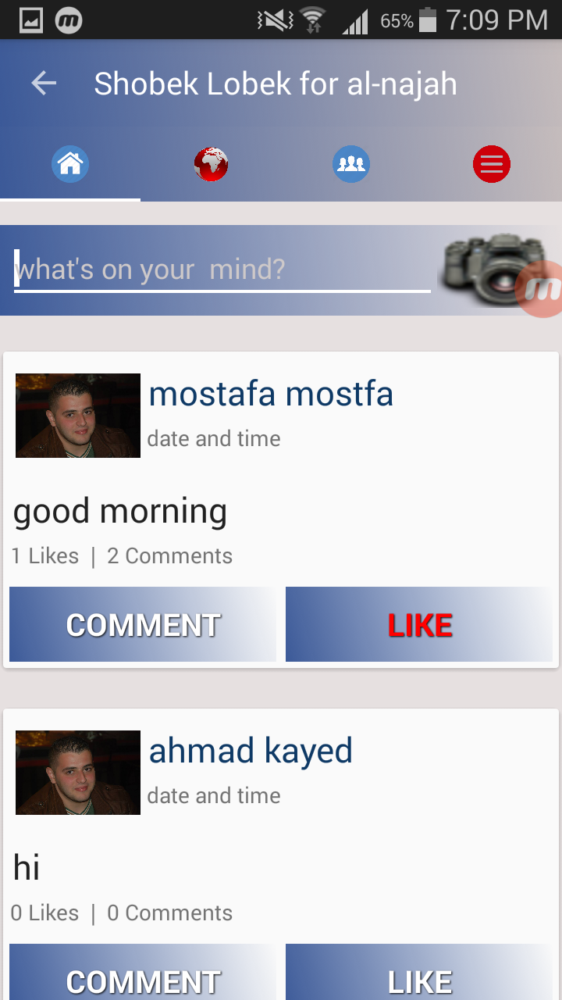 65% 7:09 PM
Shobek Lobek for al-najah
what's on your  mind?
m
mostafa mostfa
date and time
good morning
1 Likes | 2 Comments
COMMENT LIKE
ahmad kayed
date and time
hi
0 Likes | 0 Comments
COMMENT LIKE